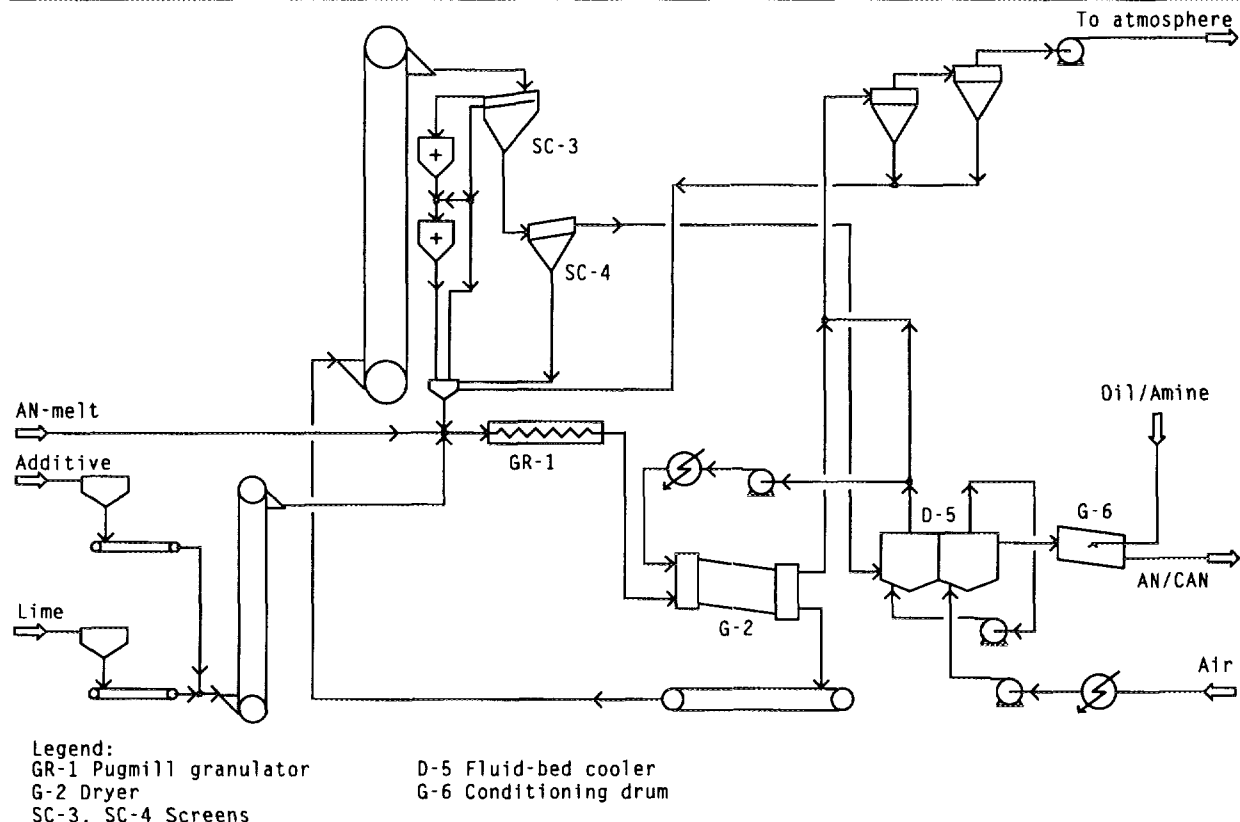 To atmosphere
SC-3
SC-4
Oil/Amine
AN-melt
GR-1
Additive
D-5
G-6
AN/CAN
Lime
G-2
Air
Legend:
GR-1 Pugmill granulator
G-2 Dryer
SC-3, SC-4 Screens
D-5 Fluid-bed cooler
G-6 Conditioning drum